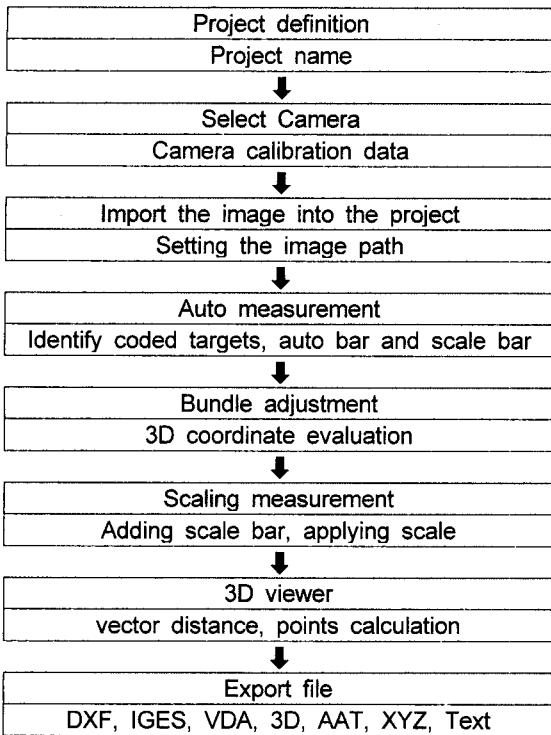 Project definition
Project name
Select Camera
Camera calibration data
Import the image into the project
Setting the image path
Auto measurement
Identify coded targets, auto bar and scale bar
Bundle adjustment
3D coordinate evaluation
Scaling measurement
Adding scale bar, applying scale
3D viewer
vector distance, points calculation
Export file
DXF, IGES, VDA, 3D, AAT, XYZ, Text